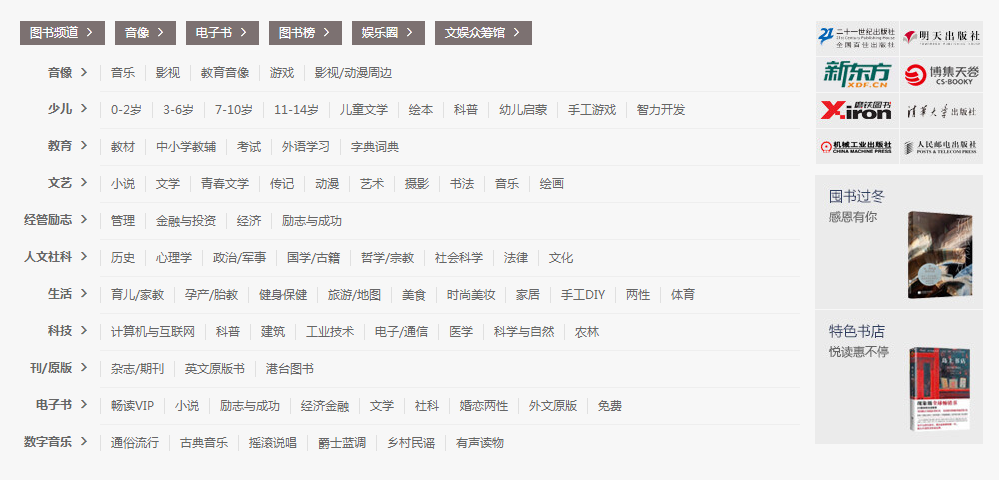 图书频道 音像 电子书 图书榜 娱乐圈 文娱众筹馆
音像 音乐 影视 教育音像 游戏 影视/动漫周边
少儿 0-2岁 3-6岁 7-10岁 11-14岁 儿童文学 绘本 科普 幼儿启蒙 手工游戏 智力开发
教育 教材 中小学教辅 考试 外语学习 字典词典
文艺 小说 文学 青春文学 传记 动漫 艺术 摄影 书法 音乐 绘画
经管励志 管理 金融与投资 经济 励志与成功
人文社科 历史 心理学 政治/军事 国学/古籍 哲学/宗教 社会科学 法律 文化
生活 育儿/家教 孕产/胎教 健身保健 旅游/地图 美食 时尚美妆 家居 手工DIY 两性 体育
科技 计算机与互联网 科普 建筑 工业技术 电子/通信 医学 科学与自然 农林
刊/原版 杂志/期刊 英文原版书 港台图书
电子书 畅读VIP 小说 励志与成功 经济金融 文学 社科 婚恋两性 外文原版 免费
数字音乐 通俗流行 古典音乐 摇滚说唱 爵士蓝调 乡村民谣 有声读物
21 二十一世纪出版社
21st Century Publishing House
全国百佳出版社
明天出版社
新东方
XDF.CN
博集天卷
CS-BOOKY
磨铁图书
X.iron
清华大学出版社
机械工业出版社
CHINA MACHINE PRESS
人民邮电出版社
POSTS & TELECOM PRESS
囤书过冬
感恩有你
特色书店
悦读惠不停
岛上书店